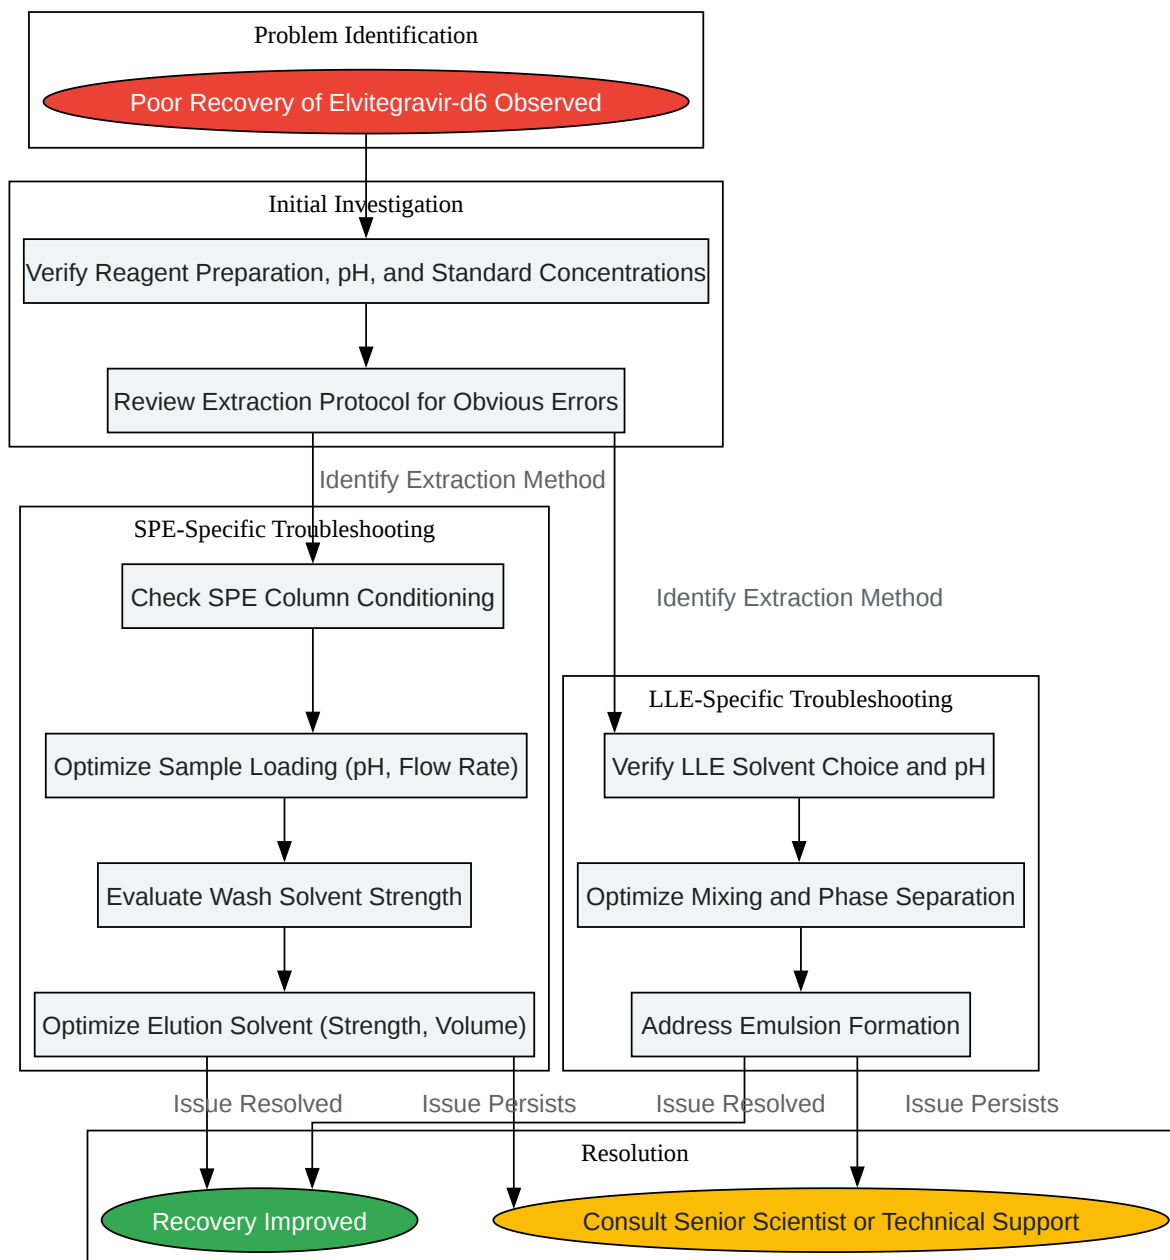 Problem Identification
Poor Recovery of Elvitegravir-d6 Observed
Initial Investigation
Verify Reagent Preparation, pH, and Standard Concentrations
Review Extraction Protocol for Obvious Errors
Identify Extraction Method
SPE-Specific Troubleshooting
Check SPE Column Conditioning
Identify Extraction Method
Optimize Sample Loading (pH, Flow Rate)
Evaluate Wash Solvent Strength
Optimize Elution Solvent (Strength, Volume)
LLE-Specific Troubleshooting
Verify LLE Solvent Choice and pH
Optimize Mixing and Phase Separation
Address Emulsion Formation
Issue Resolved
Issue Persists
Issue Resolved
Issue Persists
Resolution
Recovery Improved
Consult Senior Scientist or Technical Support